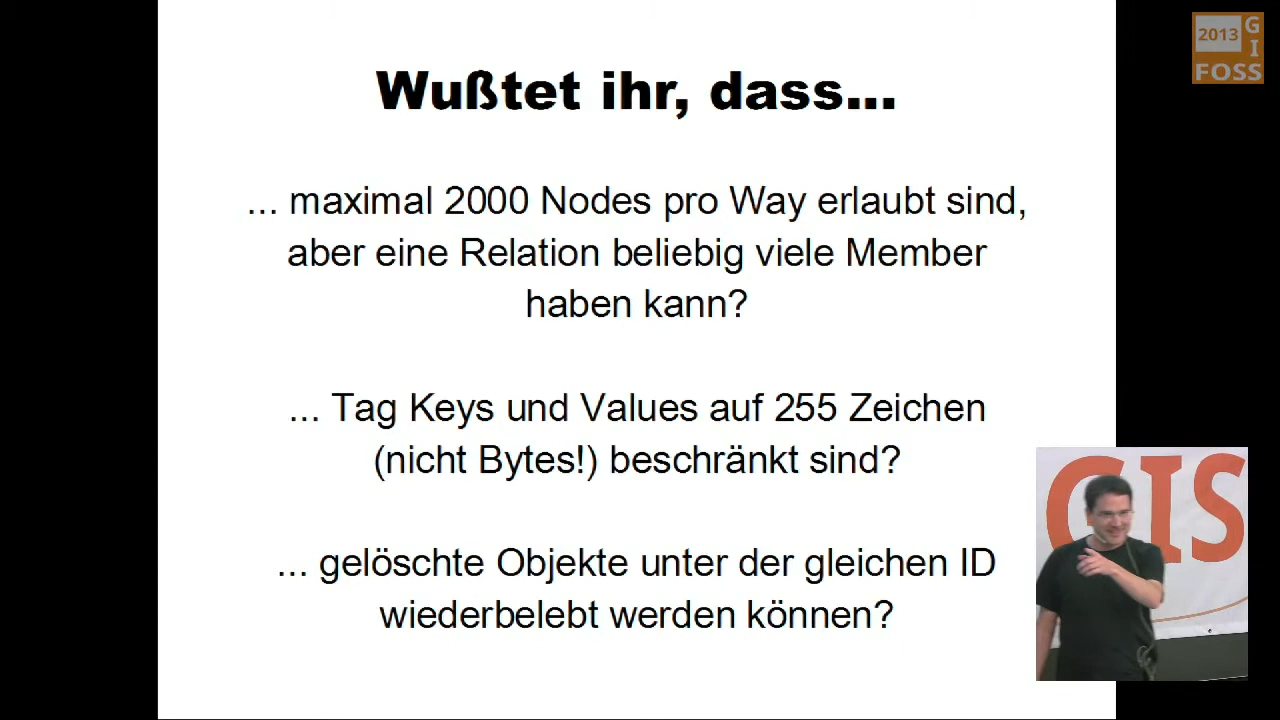 2013
G
I
FOSS
Wußtet ihr, dass...
... maximal 2000 Nodes pro Way erlaubt sind,
aber eine Relation beliebig viele Member
haben kann?
... Tag Keys und Values auf 255 Zeichen
(nicht Bytes!) beschränkt sind?
... gelöschte Objekte unter der gleichen ID
wiederbelebt werden können?
GIS